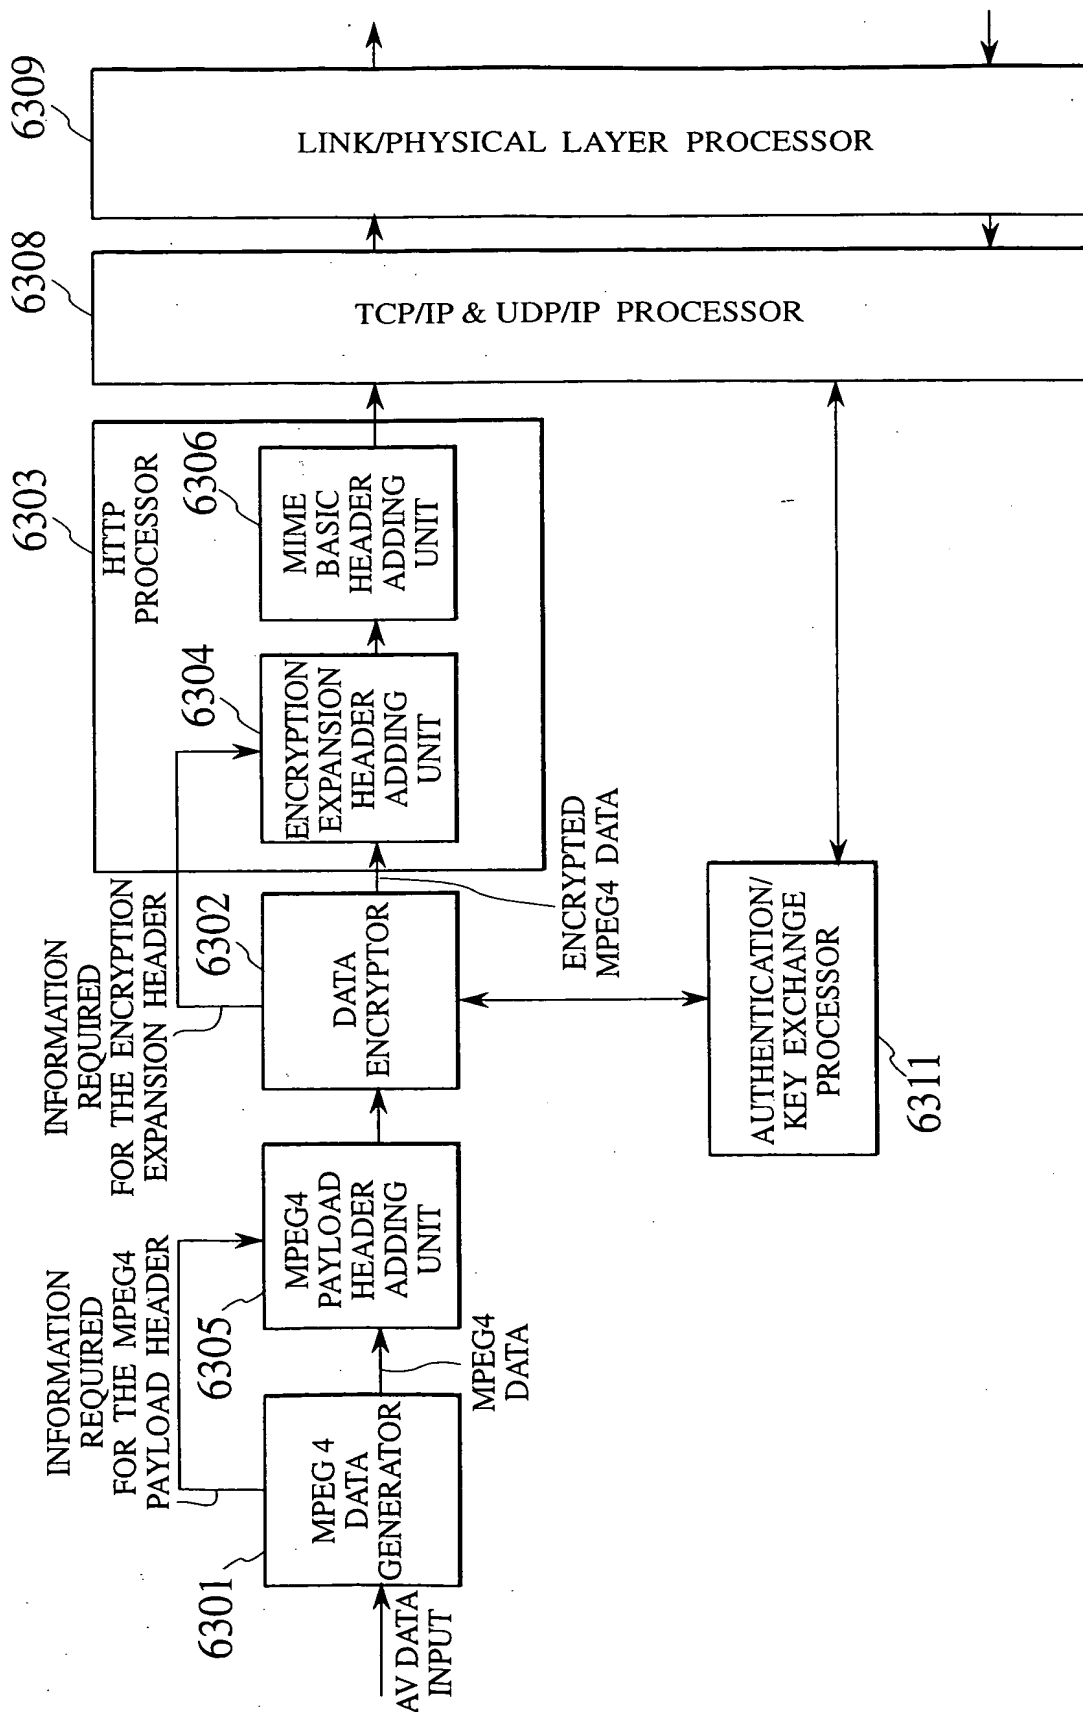 6309
LINK/PHYSICAL LAYER PROCESSOR
6308
TCP/IP & UDP/IP PROCESSOR
6303
HTTP
PROCESSOR
6306
MIME
BASIC
HEADER
ADDING
UNIT
6304
ENCRYPTION
EXPANSION
HEADER
ADDING
UNIT
ENCRYPTED
MPEG4 DATA
INFORMATION
REQUIRED
FOR THE ENCRYPTION
EXPANSION HEADER
6302
DATA
ENCRYPTOR
AUTHENTICATION/
KEY EXCHANGE
PROCESSOR
6311
INFORMATION
REQUIRED
FOR THE MPEG4
PAYLOAD HEADER
6305
MPEG4
PAYLOAD
HEADER
ADDING
UNIT
MPEG4
DATA
6301
MPEG 4
DATA
GENERATOR
AV DATA
INPUT